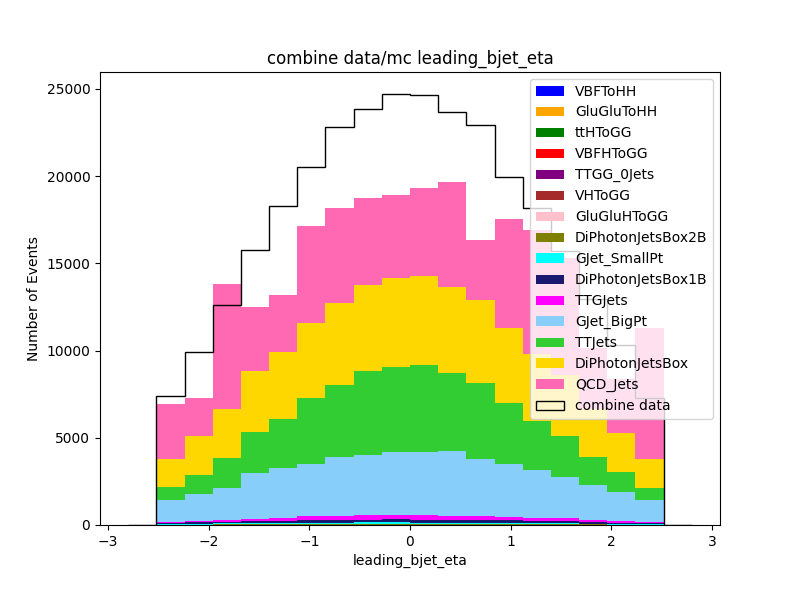 combine data/mc leading_bjet_eta
25000
20000
15000
10000
5000
0
Number of Events
−3
−2
−1
0
1
2
3
leading_bjet_eta
VBFToHH
GluGluToHH
ttHToGG
VBFHToGG
TTGG_0Jets
VHToGG
GluGluHToGG
DiPhotonJetsBox2B
GJet_SmallPt
DiPhotonJetsBox1B
TTGJets
GJet_BigPt
TTJets
DiPhotonJetsBox
QCD_Jets
combine data